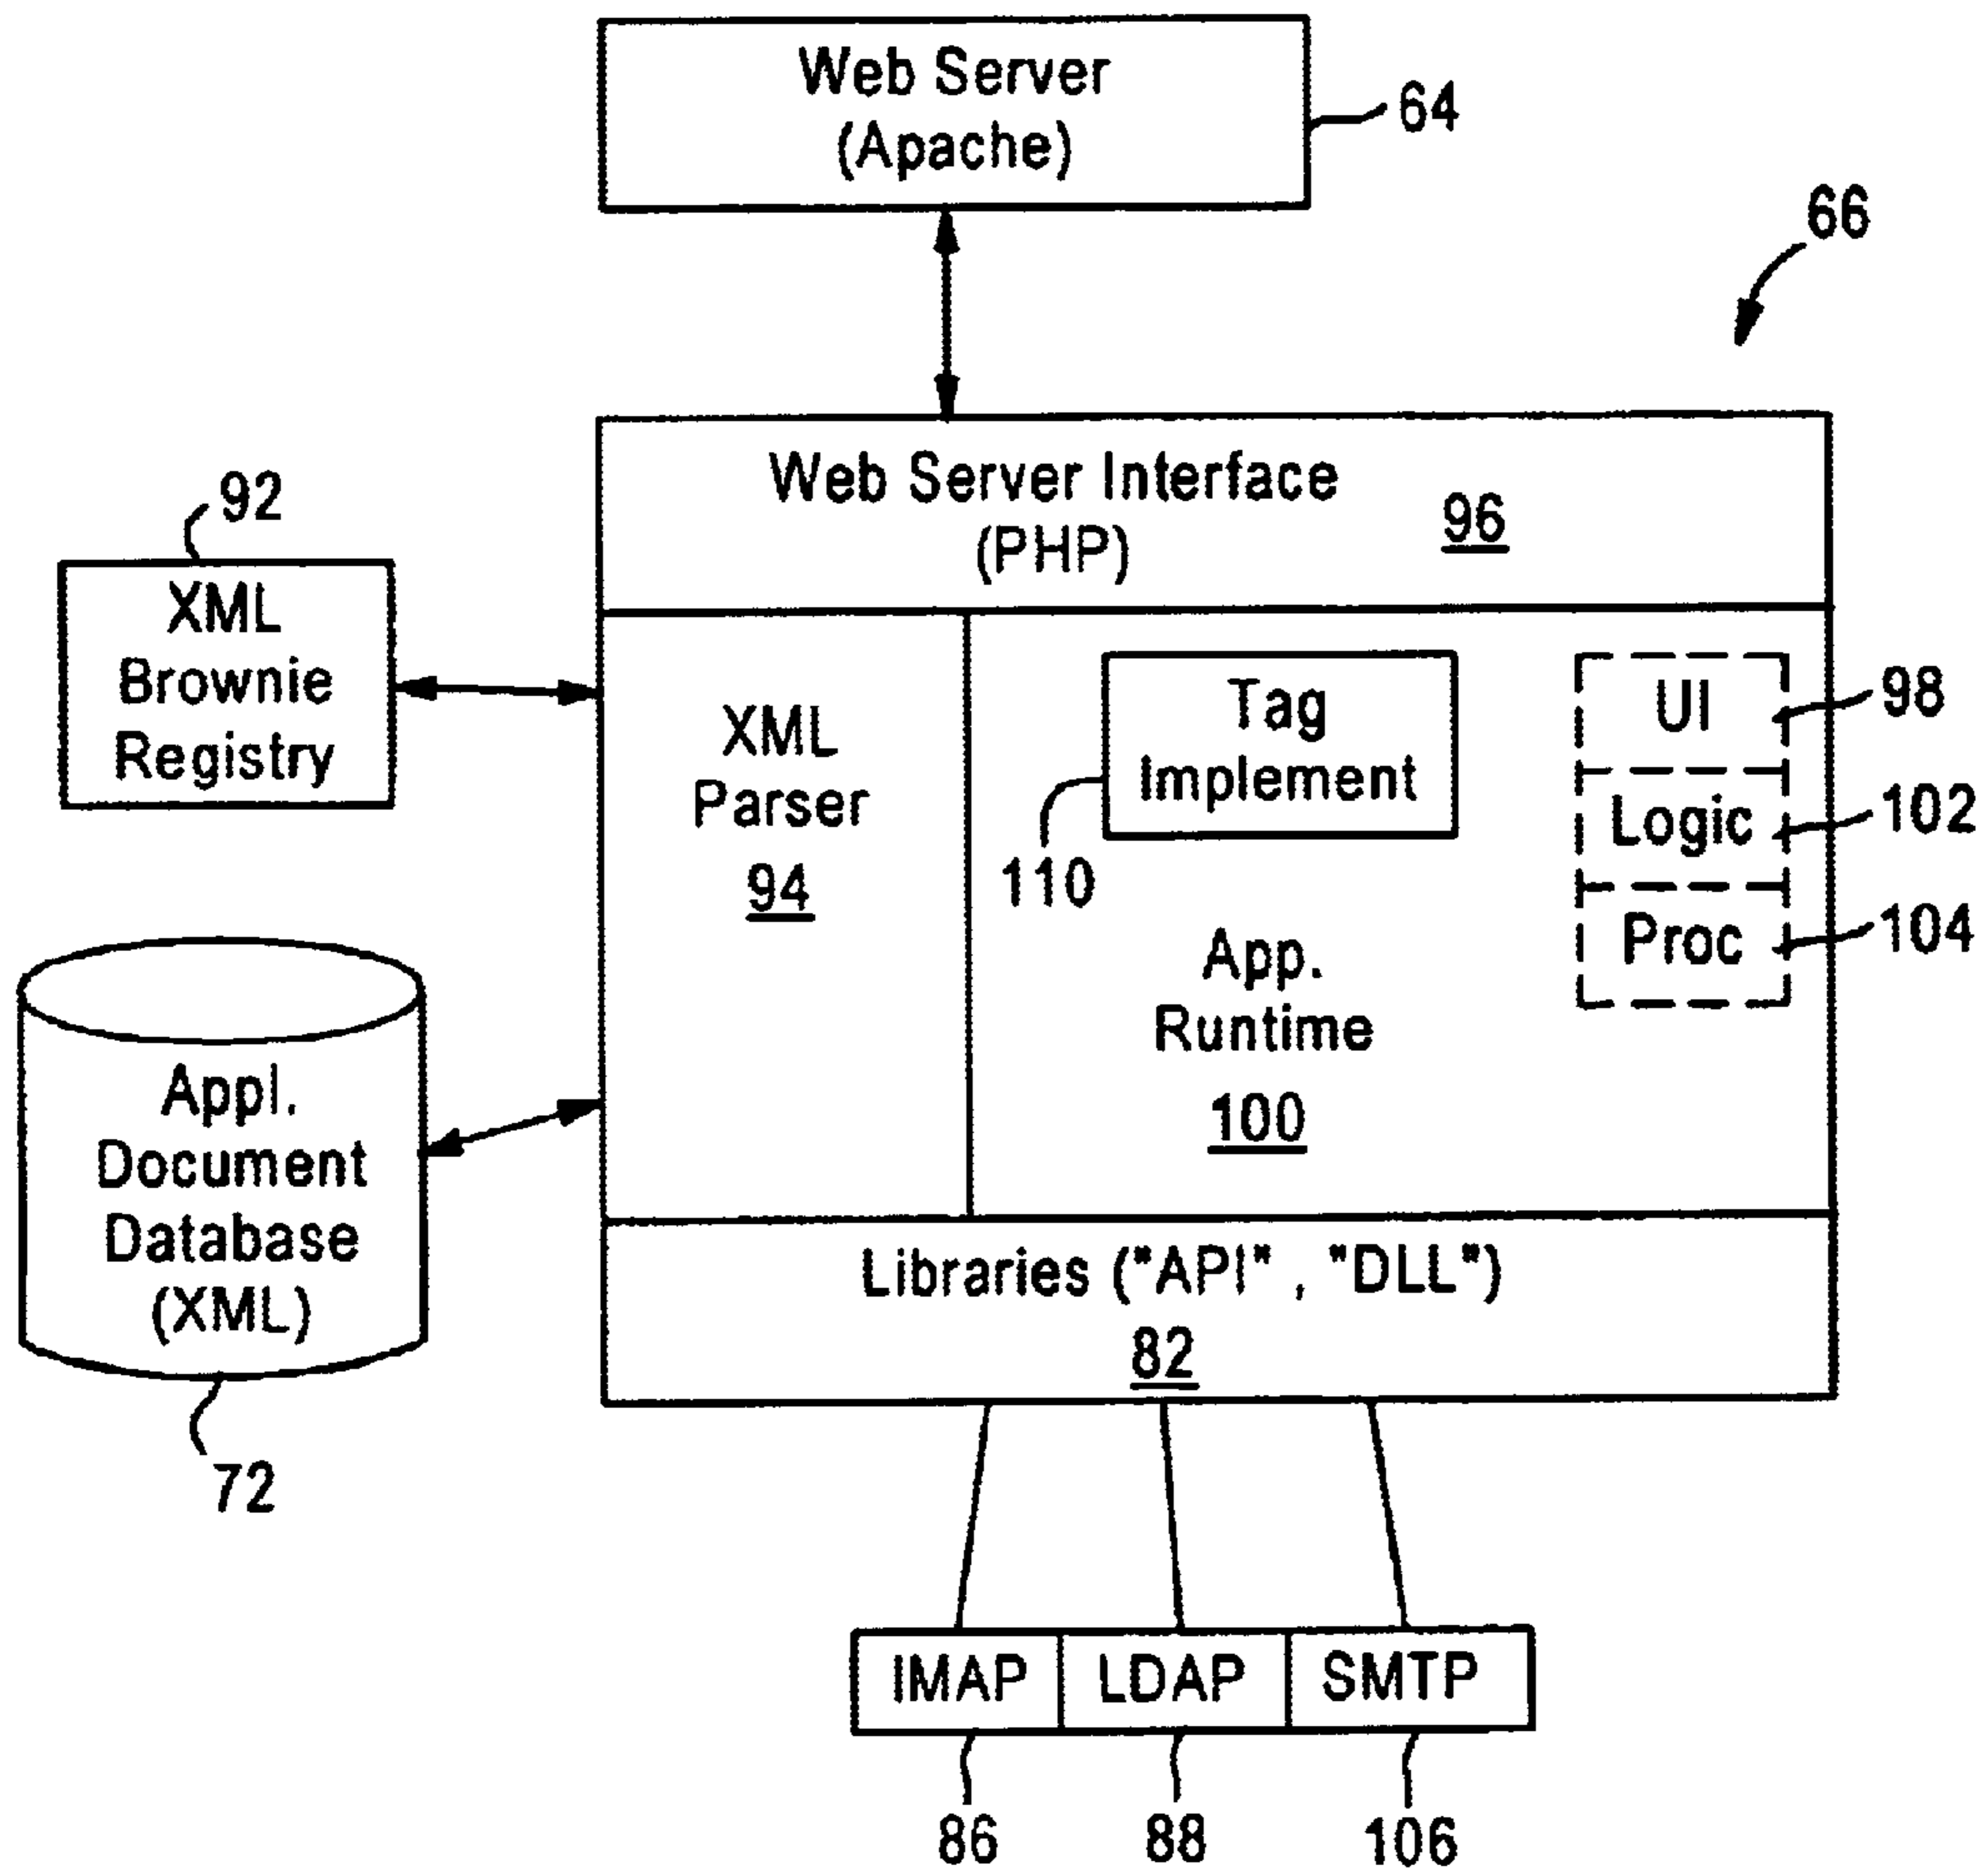 Web Server
(Apache)
64
66
Web Server Interface
(PHP)
96
92
XML
Brownie
Registry
XML
Parser
94
Tag
Implement
110
UI
98
Logic
102
Proc
104
App.
Runtime
100
Appl.
Document
Database
(XML)
72
Libraries ("API" , "DLL")
82
IMAP
LDAP
SMTP
86
88
106